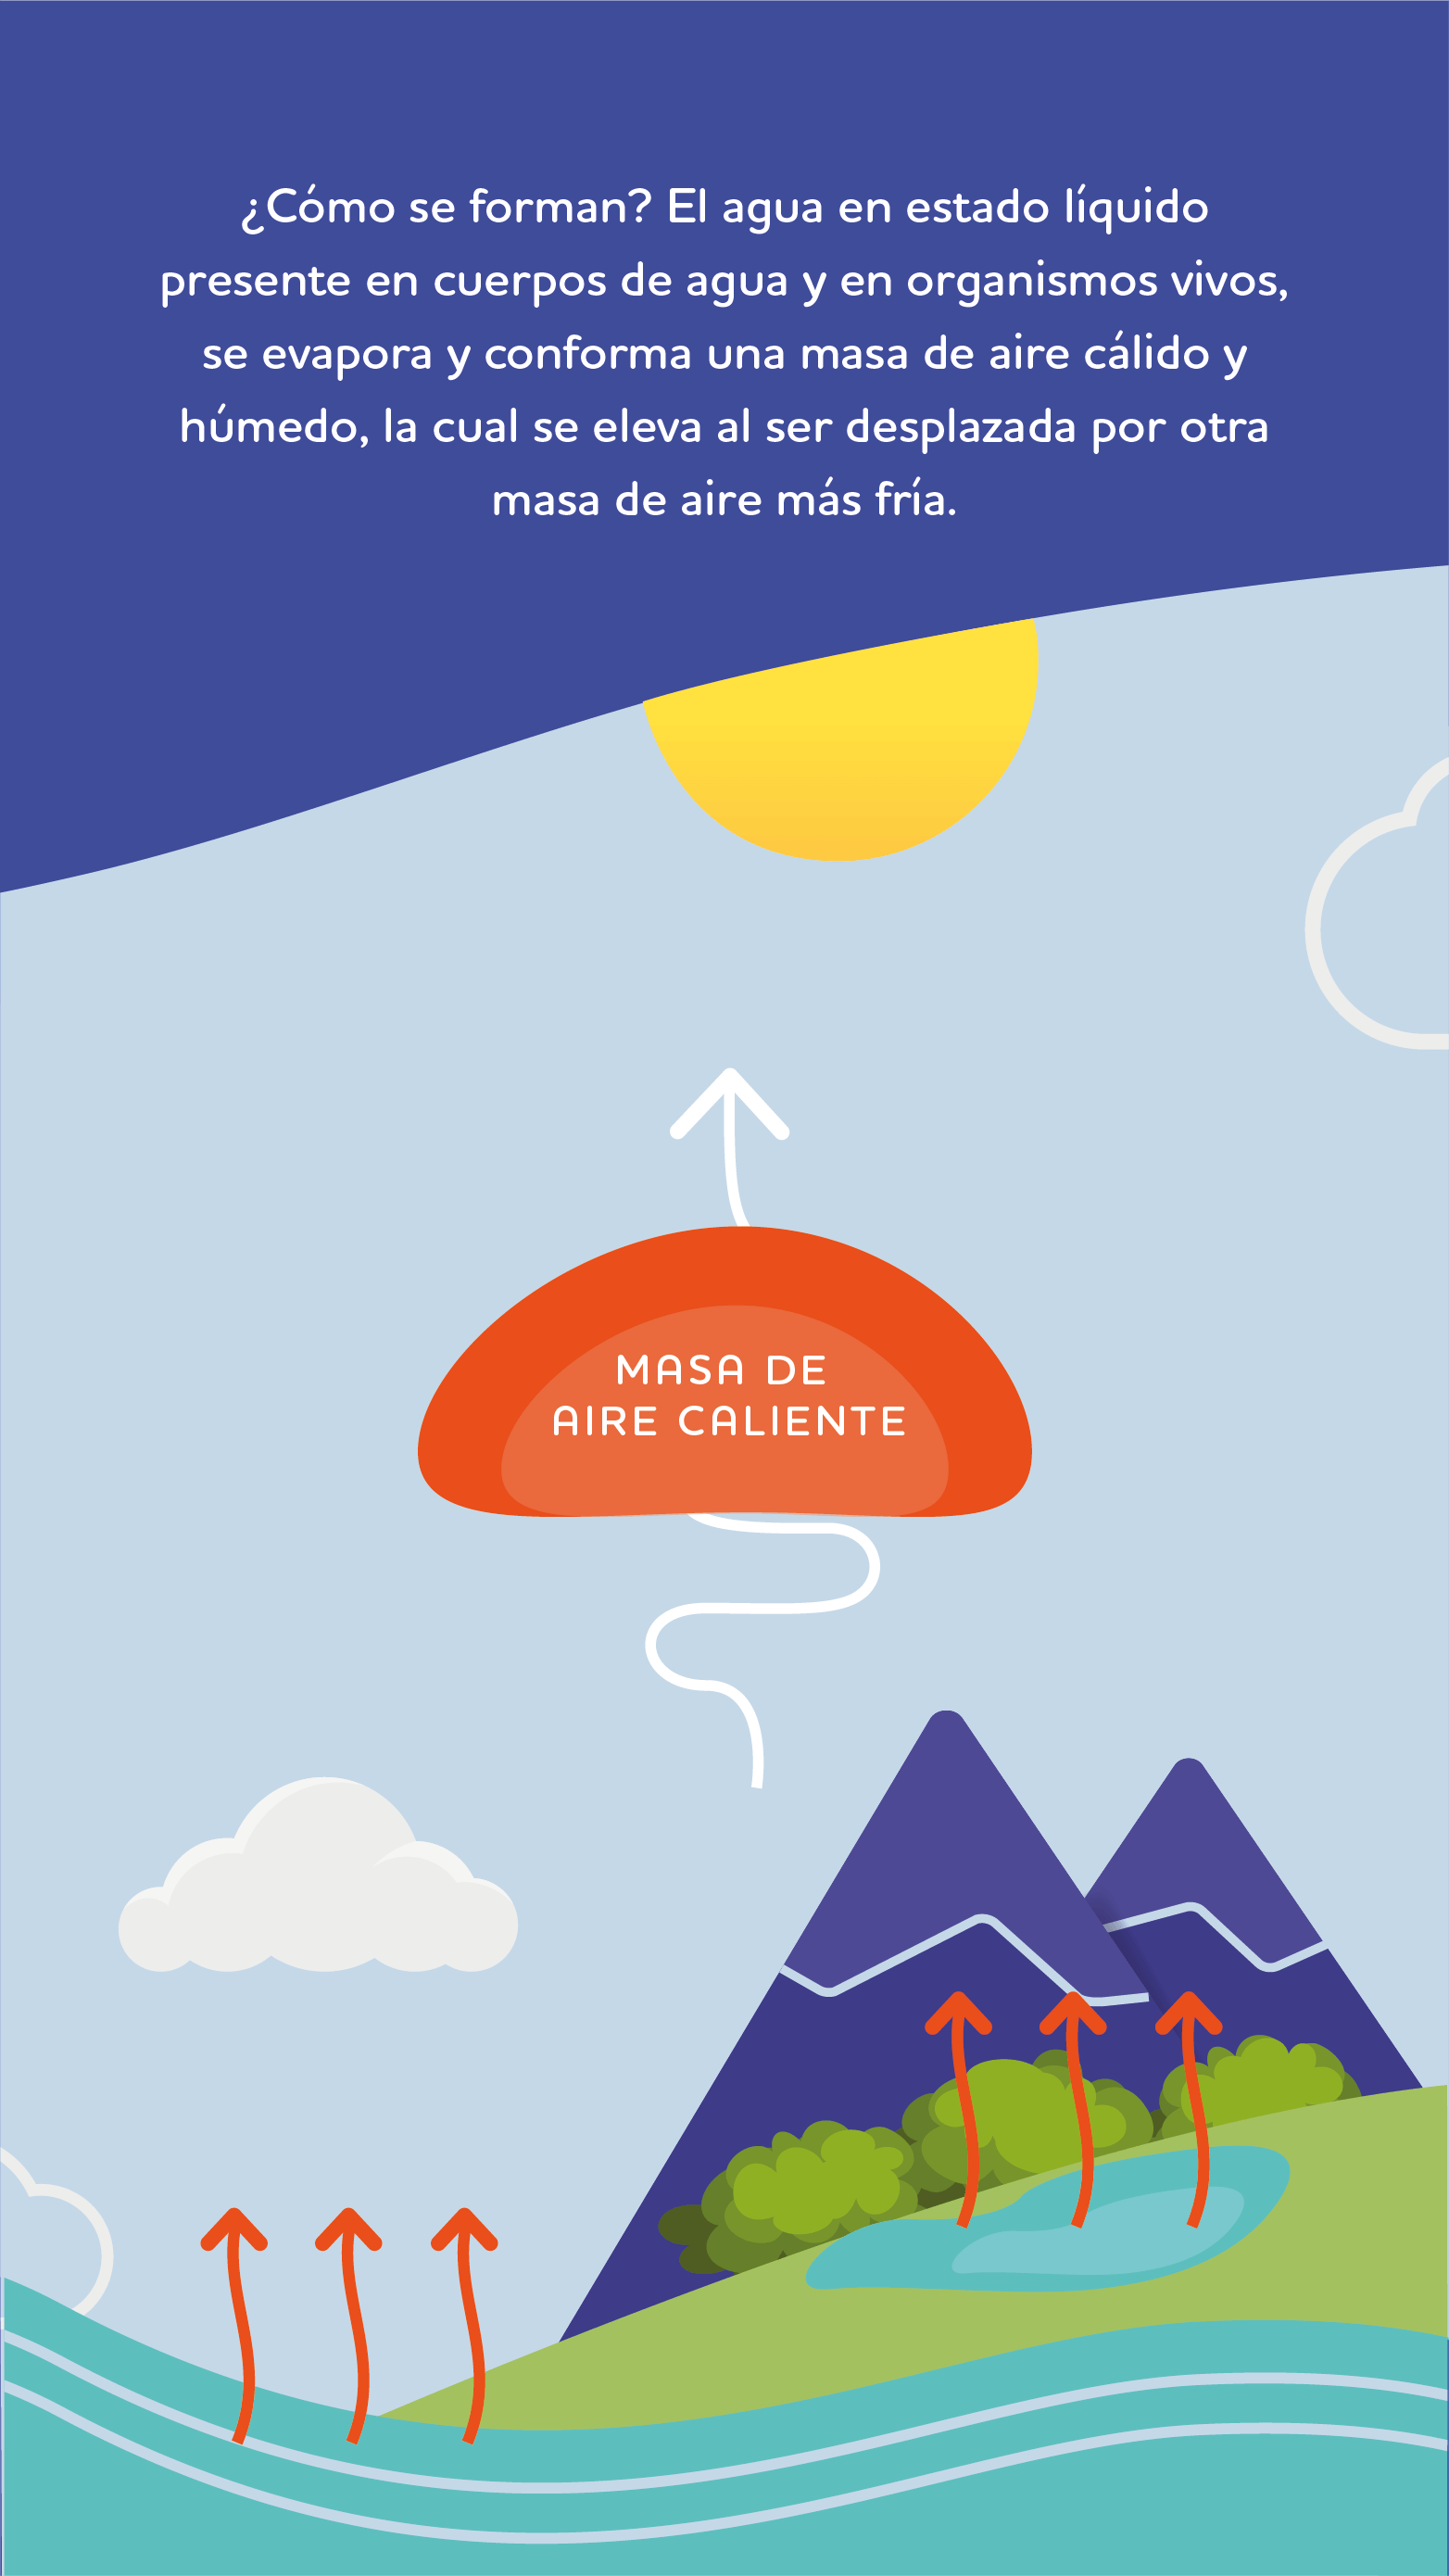 ¿Cómo se forman? El agua en estado líquido
presente en cuerpos de agua y en organismos vivos,
se evapora y conforma una masa de aire cálido y
húmedo, la cual se eleva al ser desplazada por otra
masa de aire más fría.
MASA DE
AIRE CALIENTE